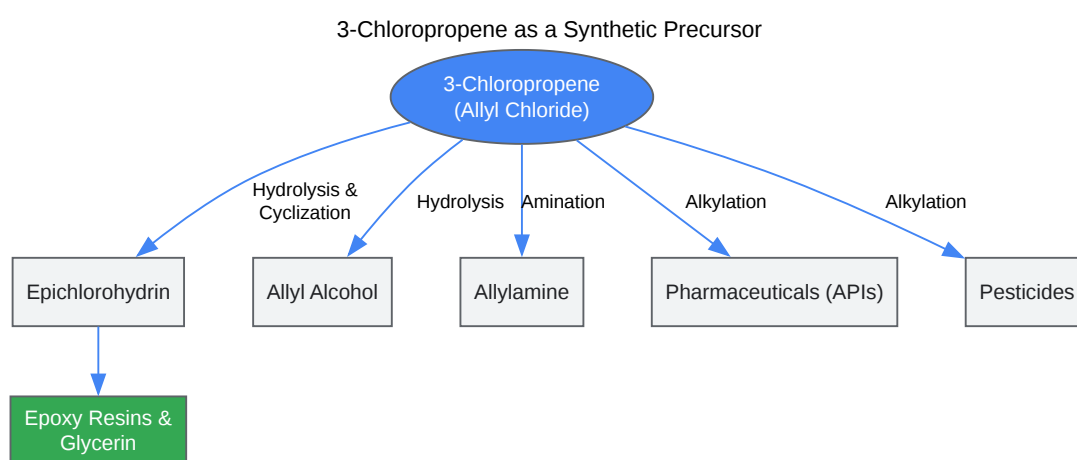 3-Chloropropene as a Synthetic Precursor
3-Chloropropene
(Allyl Chloride)
Hydrolysis &
Cyclization
Hydrolysis
Amination
Alkylation
Alkylation
Epichlorohydrin
Allyl Alcohol
Allylamine
Pharmaceuticals (APIs)
Pesticides
Epoxy Resins &
Glycerin